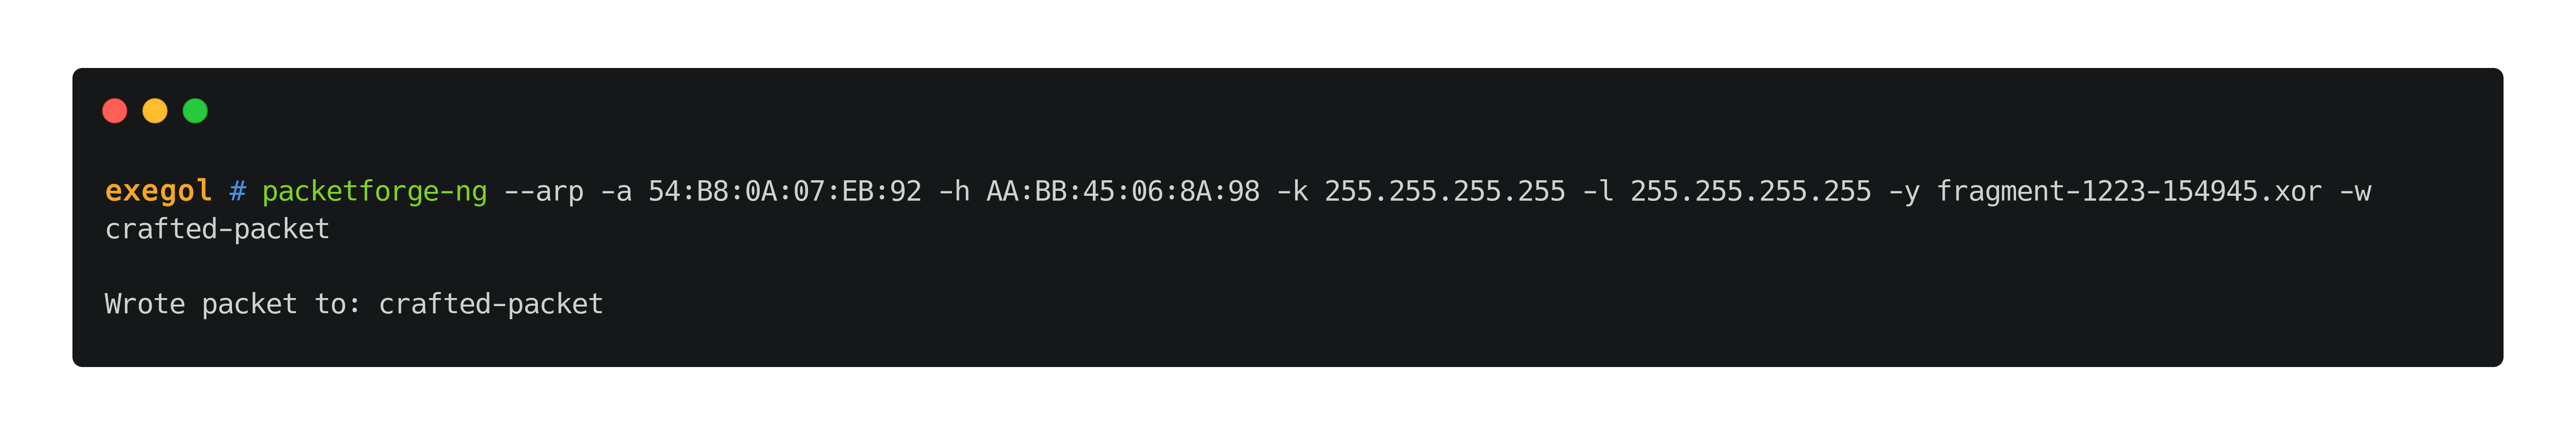 exegol # packetforge-ng --arp -a 54:B8:0A:07:EB:92 -h AA:BB:45:06:8A:98 -k 255.255.255.255 -l 255.255.255.255 -y fragment-1223-154945.xor -w
crafted-packet
Wrote packet to: crafted-packet